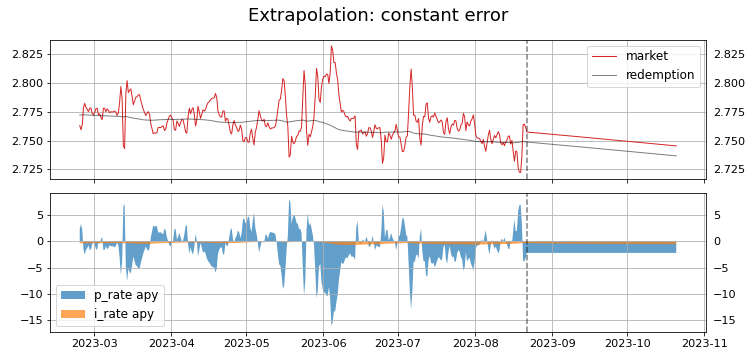 Extrapolation: constant error
2.825 2.825
market
2.800 2.800
redemption
2.775 2.775
2.750 2.750
2.725 2.725
5 5
0 0
−5 −5
−10 −10
p_rate apy
i_rate apy
−15 −15
2023-03 2023-04 2023-05 2023-06 2023-07 2023-08 2023-09 2023-10 2023-11